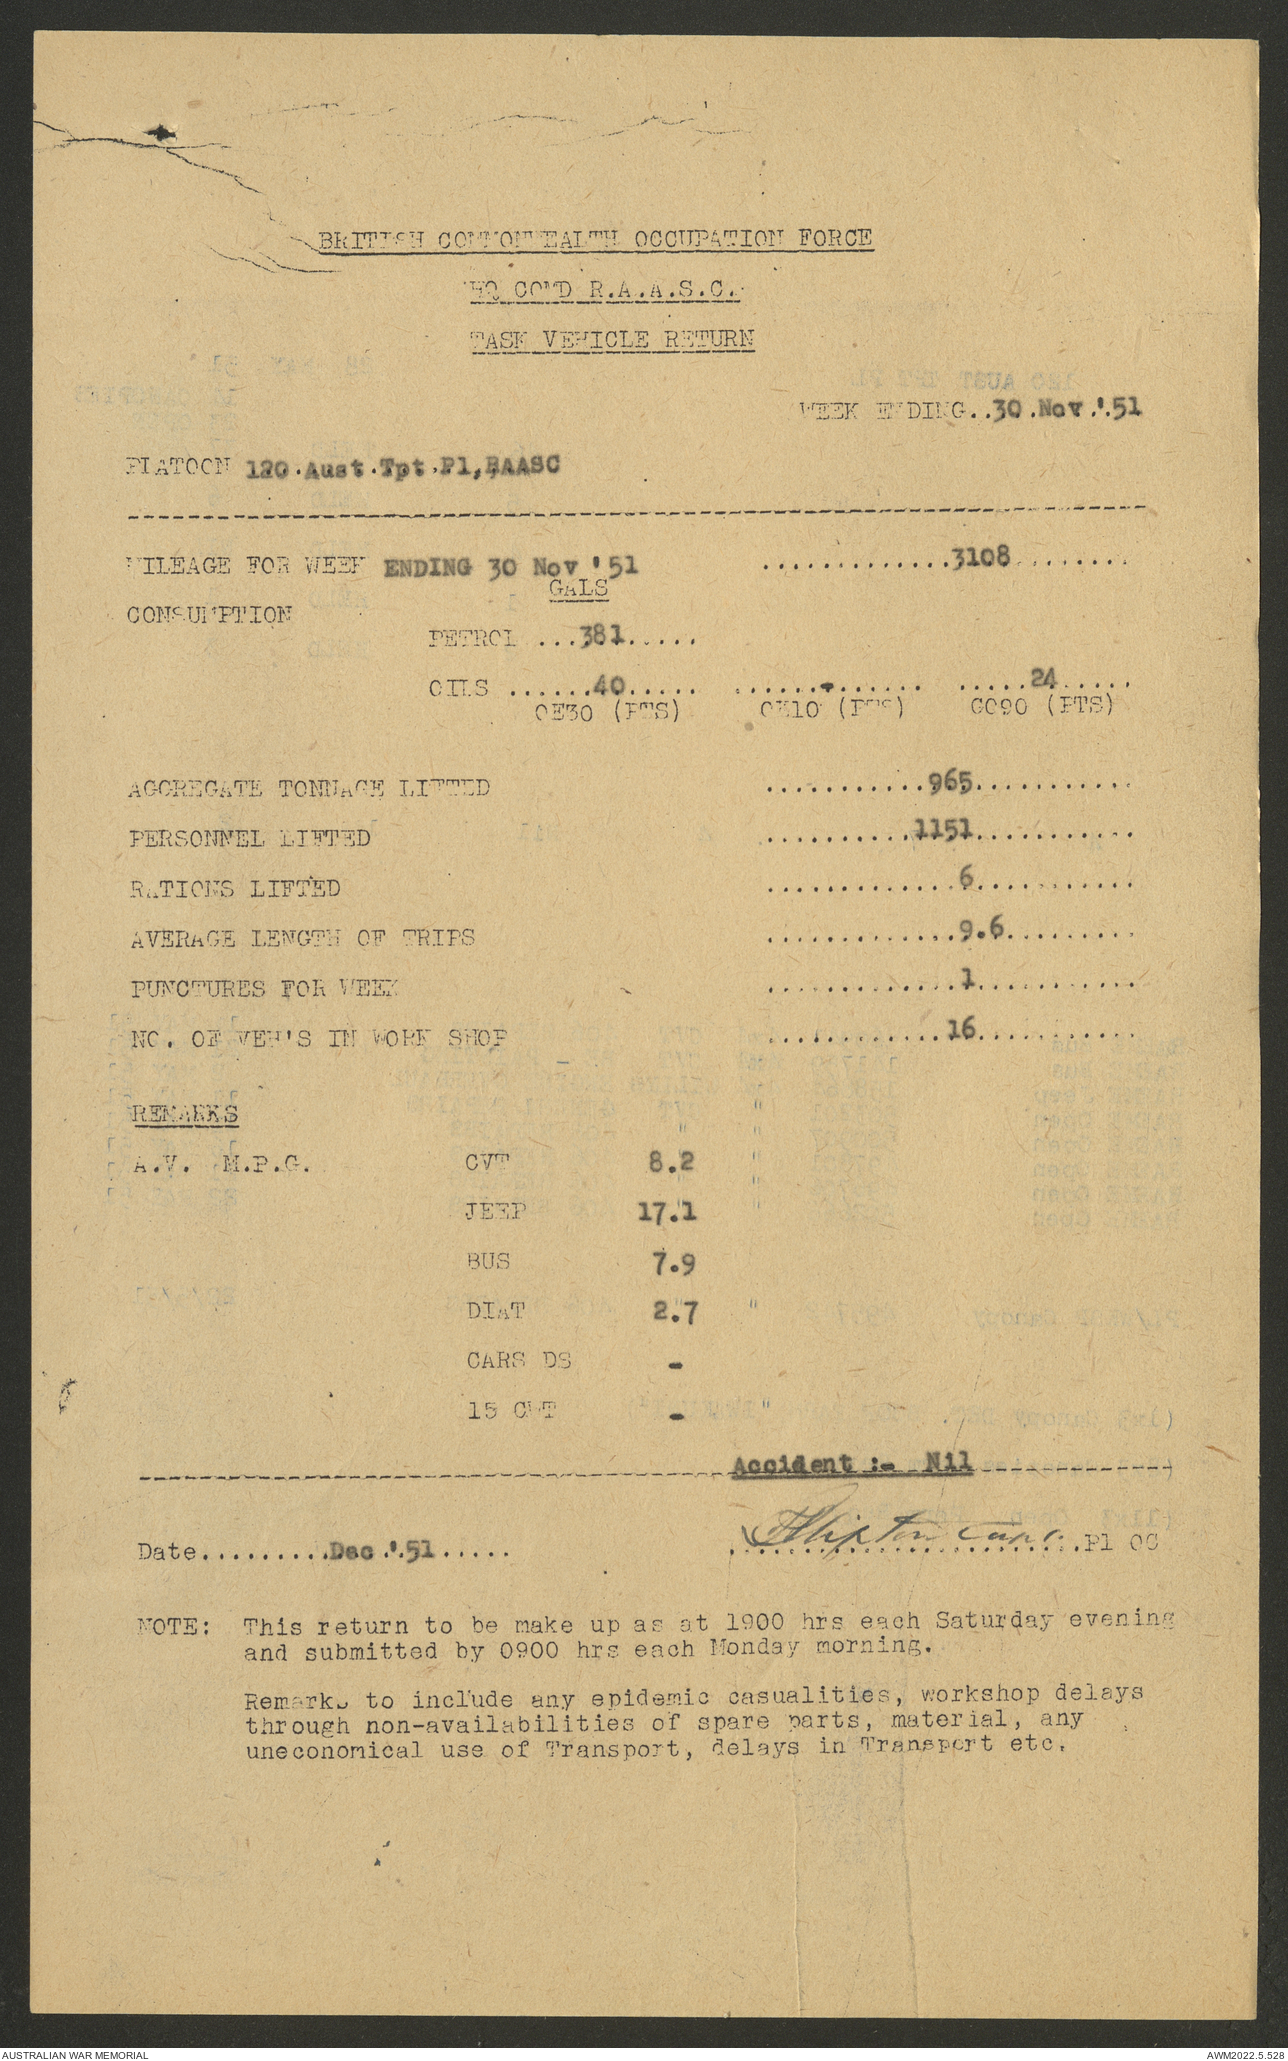 BRITISH COMMONWEALTH OCCUPATION FORCE
HQ COMD R.A.A.S.C.
TASK VEHICLE RETURN
WEEK ENDING..30.Nov.'.51
PLATOON 120.Aust.Tpt.Pl,RAASC
MILEAGE FOR WEEK ENDING 30 Nov '51 .............3108........
GALS
CONSUMPTION
PETROL ...381.....
OILS ......40..... ......-...... .....24.....
OE30 (PTS) OE10 (PTS) GO90 (PTS)
AGGREGATE TONNAGE LIFTED ...........965...........
PERSONNEL LIFTED ..........1151...........
RATIONS LIFTED .............6...........
AVERAGE LENGTH OF TRIPS .............9.6.........
PUNCTURES FOR WEEK .............1...........
NO. OF VEH'S IN WORK SHOP ............16...........
REMARKS
A.V. M.P.G. CVT 8.2
JEEP 17.1
BUS 7.9
DIAT 2.7
CARS DS -
15 CWT -
Accident :- Nil
Date.........Dec.'.51..... ........................Pl OC
NOTE: This return to be make up as at 1900 hrs each Saturday evening
and submitted by 0900 hrs each Monday morning.
Remarks to include any epidemic casualities, workshop delays
through non-availabilities of spare parts, material, any
uneconomical use of Transport, delays in Transport etc.
AUSTRALIAN WAR MEMORIAL AWM2022.5.528